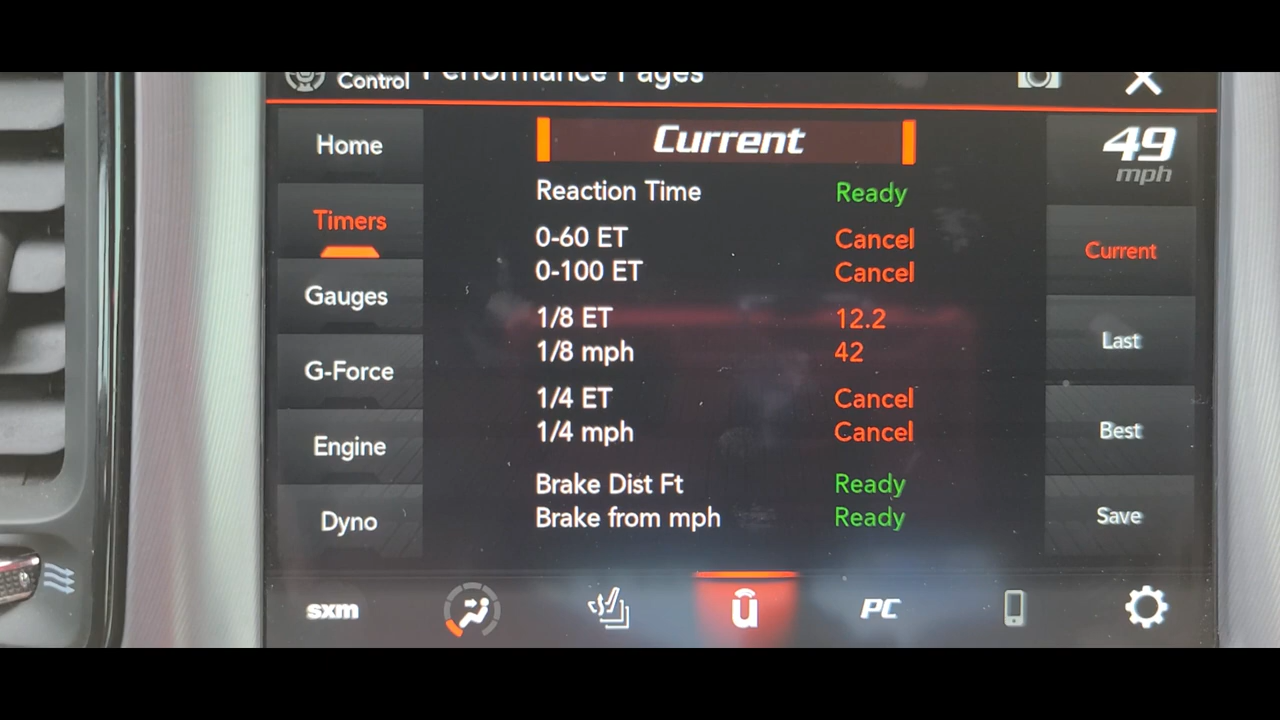 Control Performance Pages
Home
Timers
Gauges
G-Force
Engine
Dyno
Current
Reaction Time Ready
0-60 ET Cancel
0-100 ET Cancel
1/8 ET 12.2
1/8 mph 42
1/4 ET Cancel
1/4 mph Cancel
Brake Dist Ft Ready
Brake from mph Ready
49
mph
Current
Last
Best
Save
sxm
û
PC